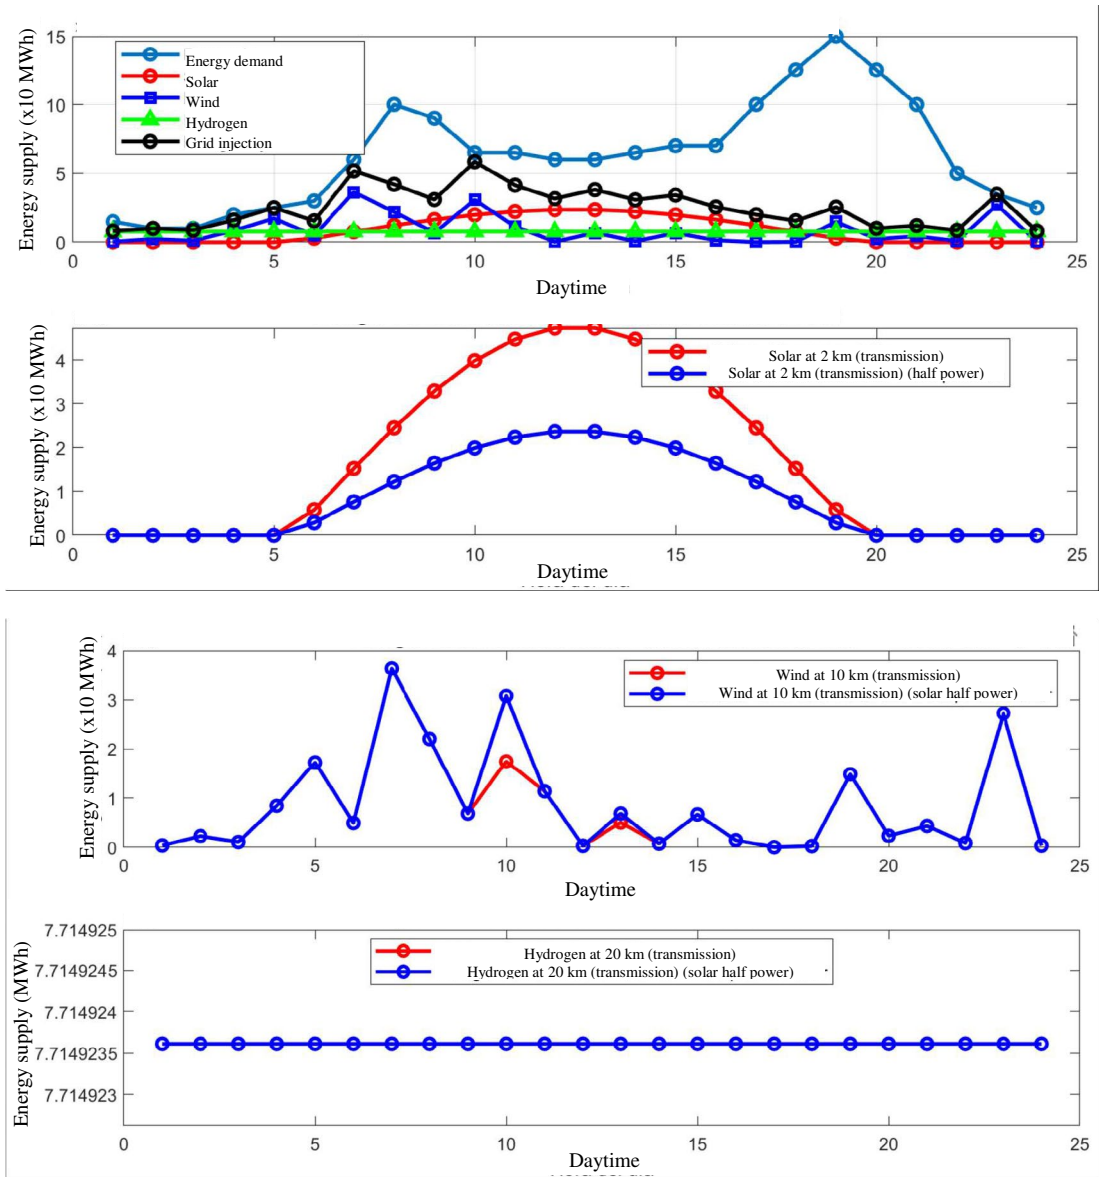 Energy supply (x10 MWh)
15
10
5
0
Energy demand
Solar
Wind
Hydrogen
Grid injection
0 5 10 15 20 25
Daytime
Energy supply (x10 MWh)
4
3
2
1
0
Solar at 2 km (transmission)
Solar at 2 km (transmission) (half power)
0 5 10 15 20 25
Daytime
Energy supply (x10 MWh)
4
3
2
1
0
Wind at 10 km (transmission)
Wind at 10 km (transmission) (solar half power)
0 5 10 15 20 25
Daytime
Energy supply (MWh)
7.714925
7.7149245
7.714924
7.7149235
7.714923
Hydrogen at 20 km (transmission)
Hydrogen at 20 km (transmission) (solar half power)
0 5 10 15 20 25
Daytime